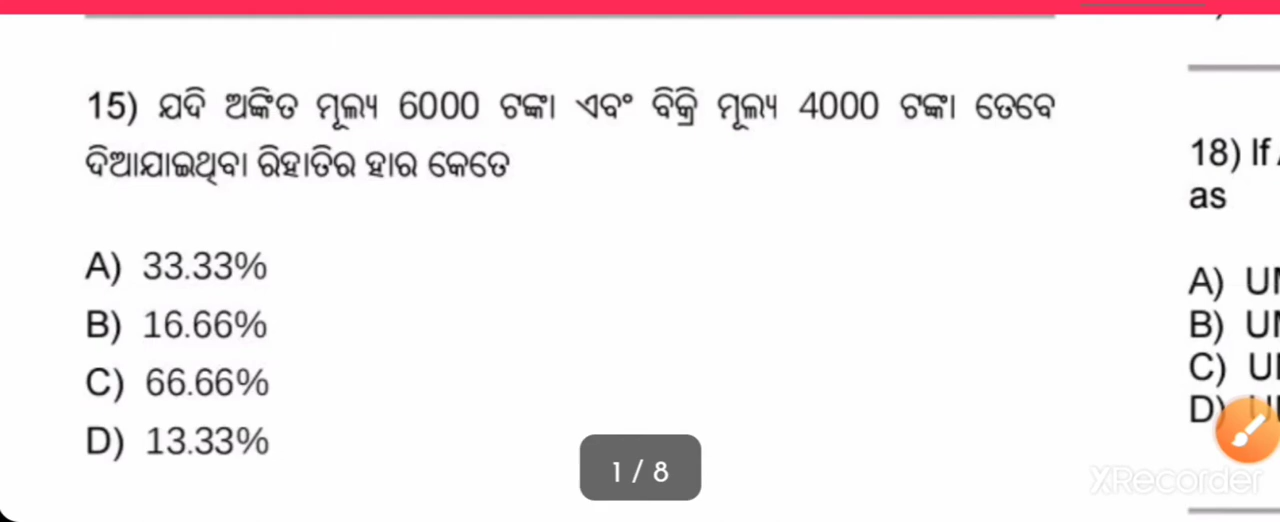 15) ଯଦି ଅଙ୍କିତ ମୂଲ୍ୟ 6000 ଟଙ୍କା ଏବଂ ବିକ୍ରି ମୂଲ୍ୟ 4000 ଟଙ୍କା ତେବେ
ଦିଆଯାଇଥିବା ରିହାତିର ହାର କେତେ
A) 33.33%
B) 16.66%
C) 66.66%
D) 13.33%
1 / 8
18) If
as
A)
B)
C)
D)
XRecorder